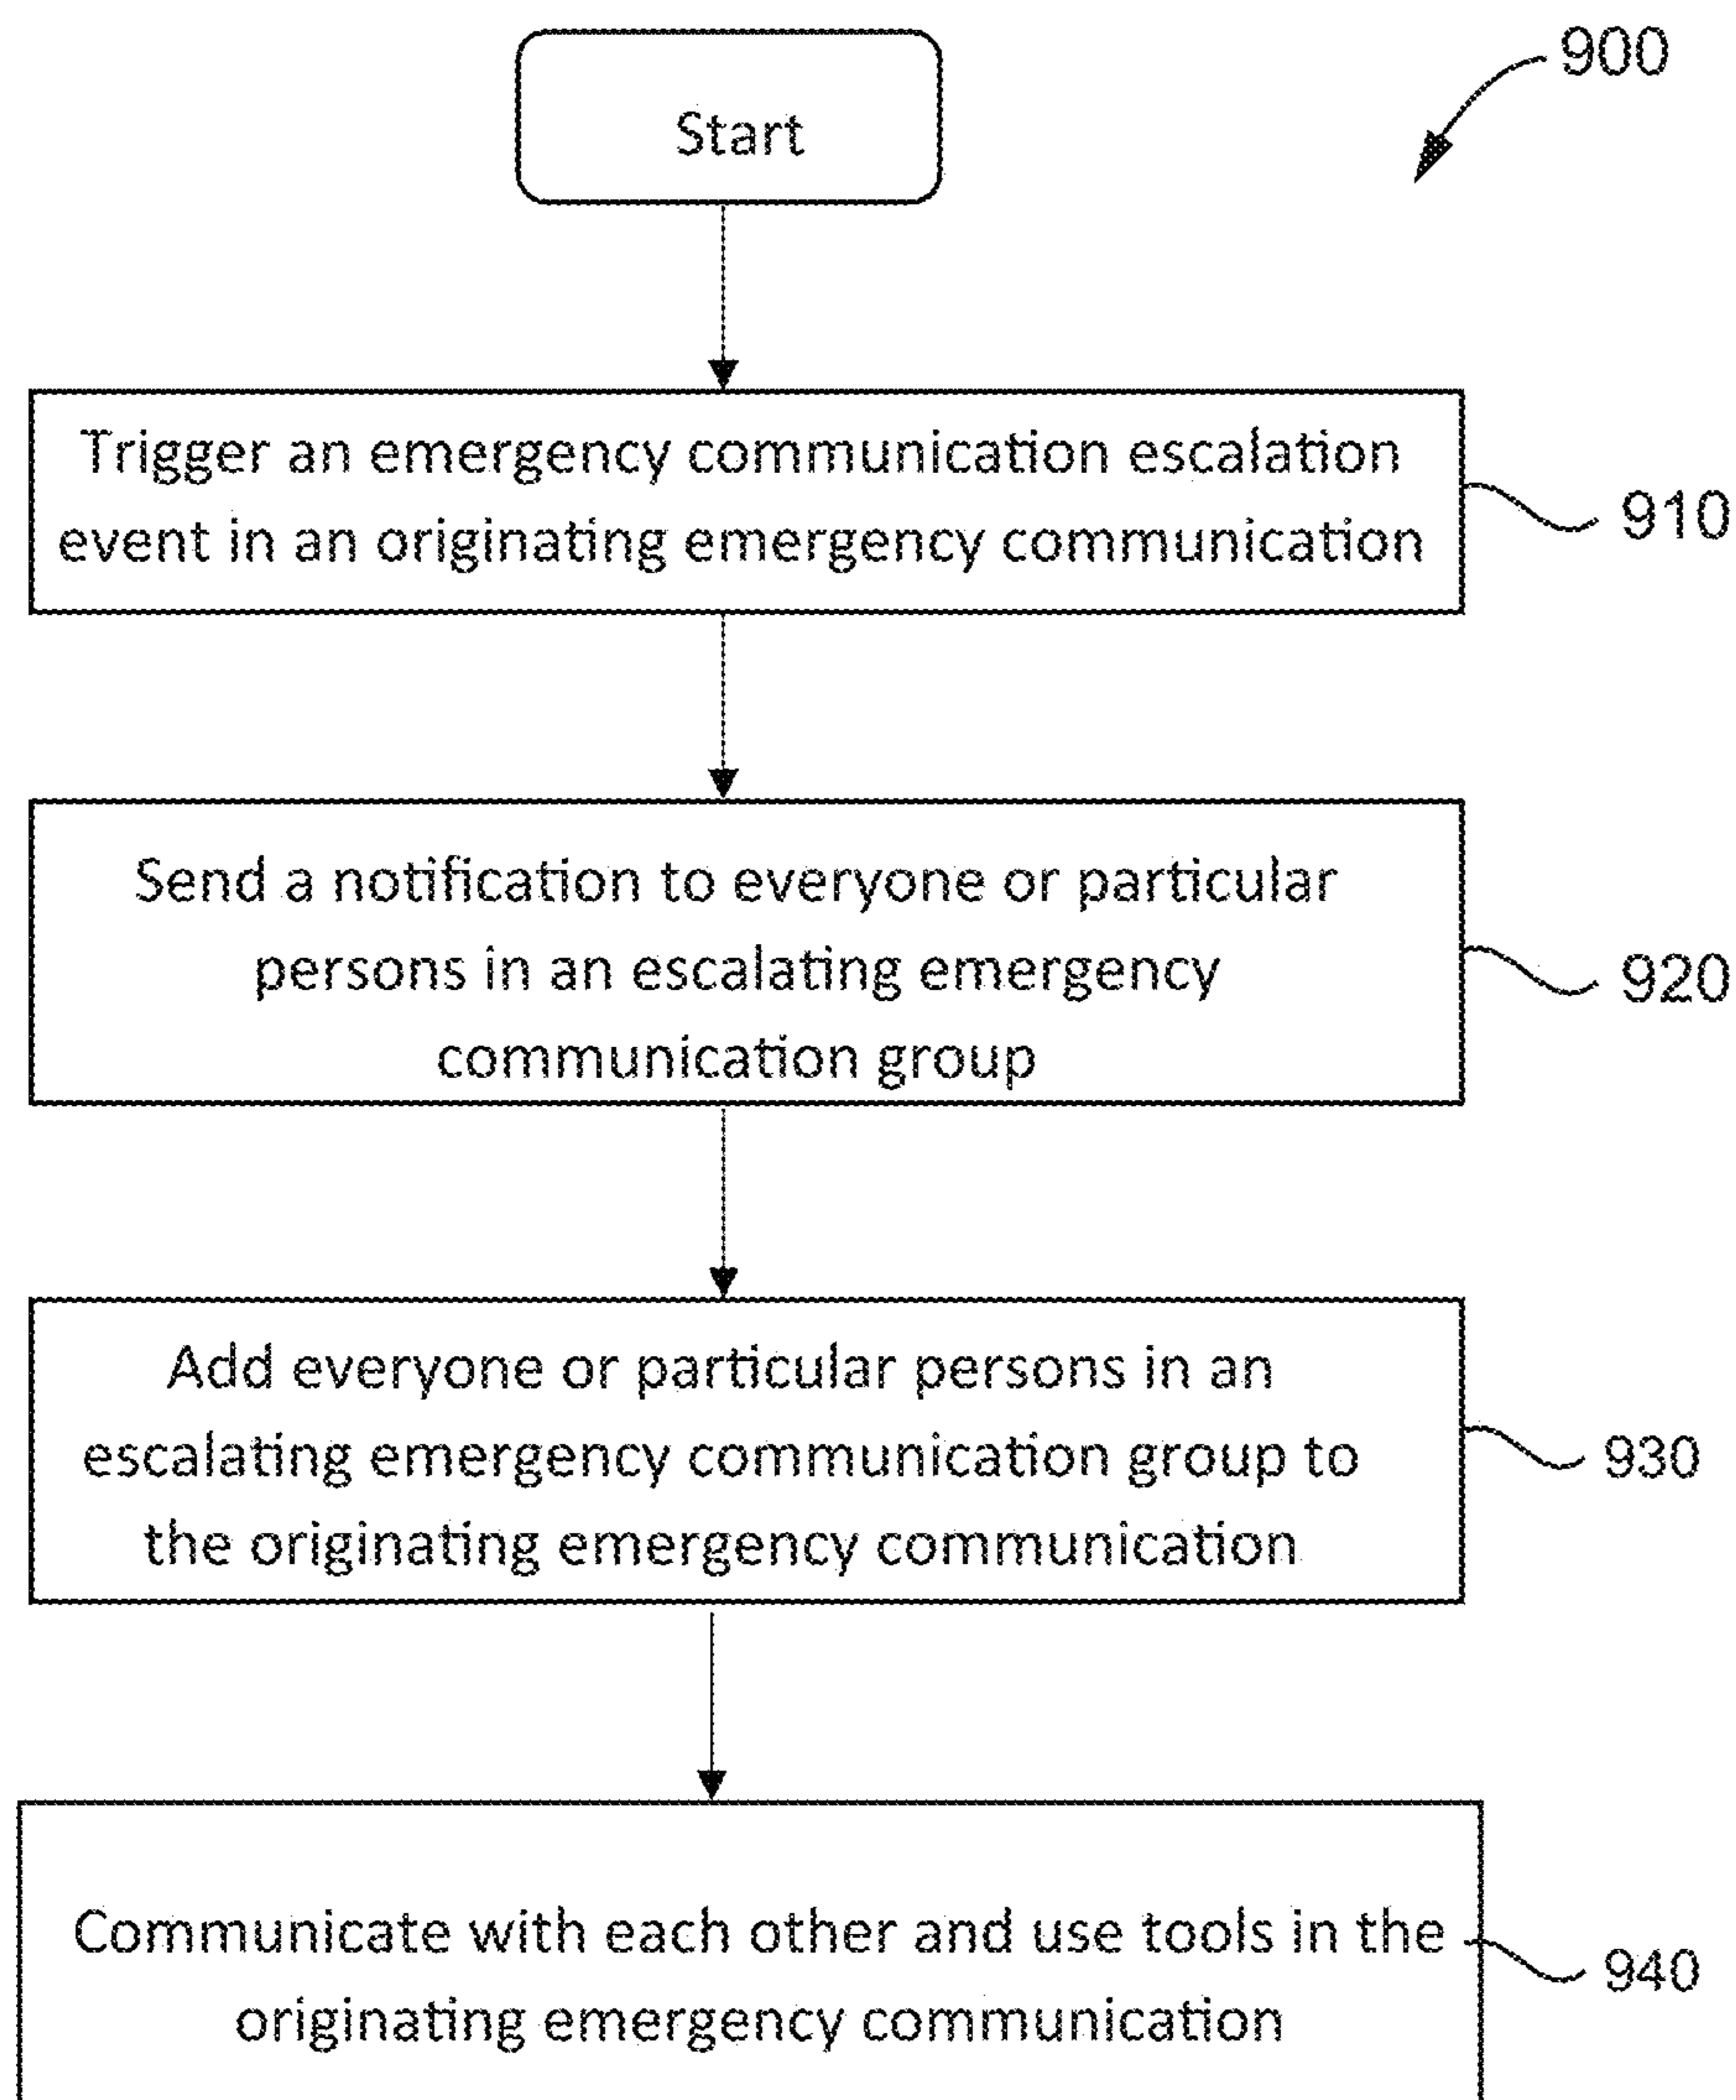 900
Start
Trigger an emergency communication escalation
event in an originating emergency communication
910
Send a notification to everyone or particular
persons in an escalating emergency
communication group
920
Add everyone or particular persons in an
escalating emergency communication group to
the originating emergency communication
930
Communicate with each other and use tools in the
originating emergency communication
940